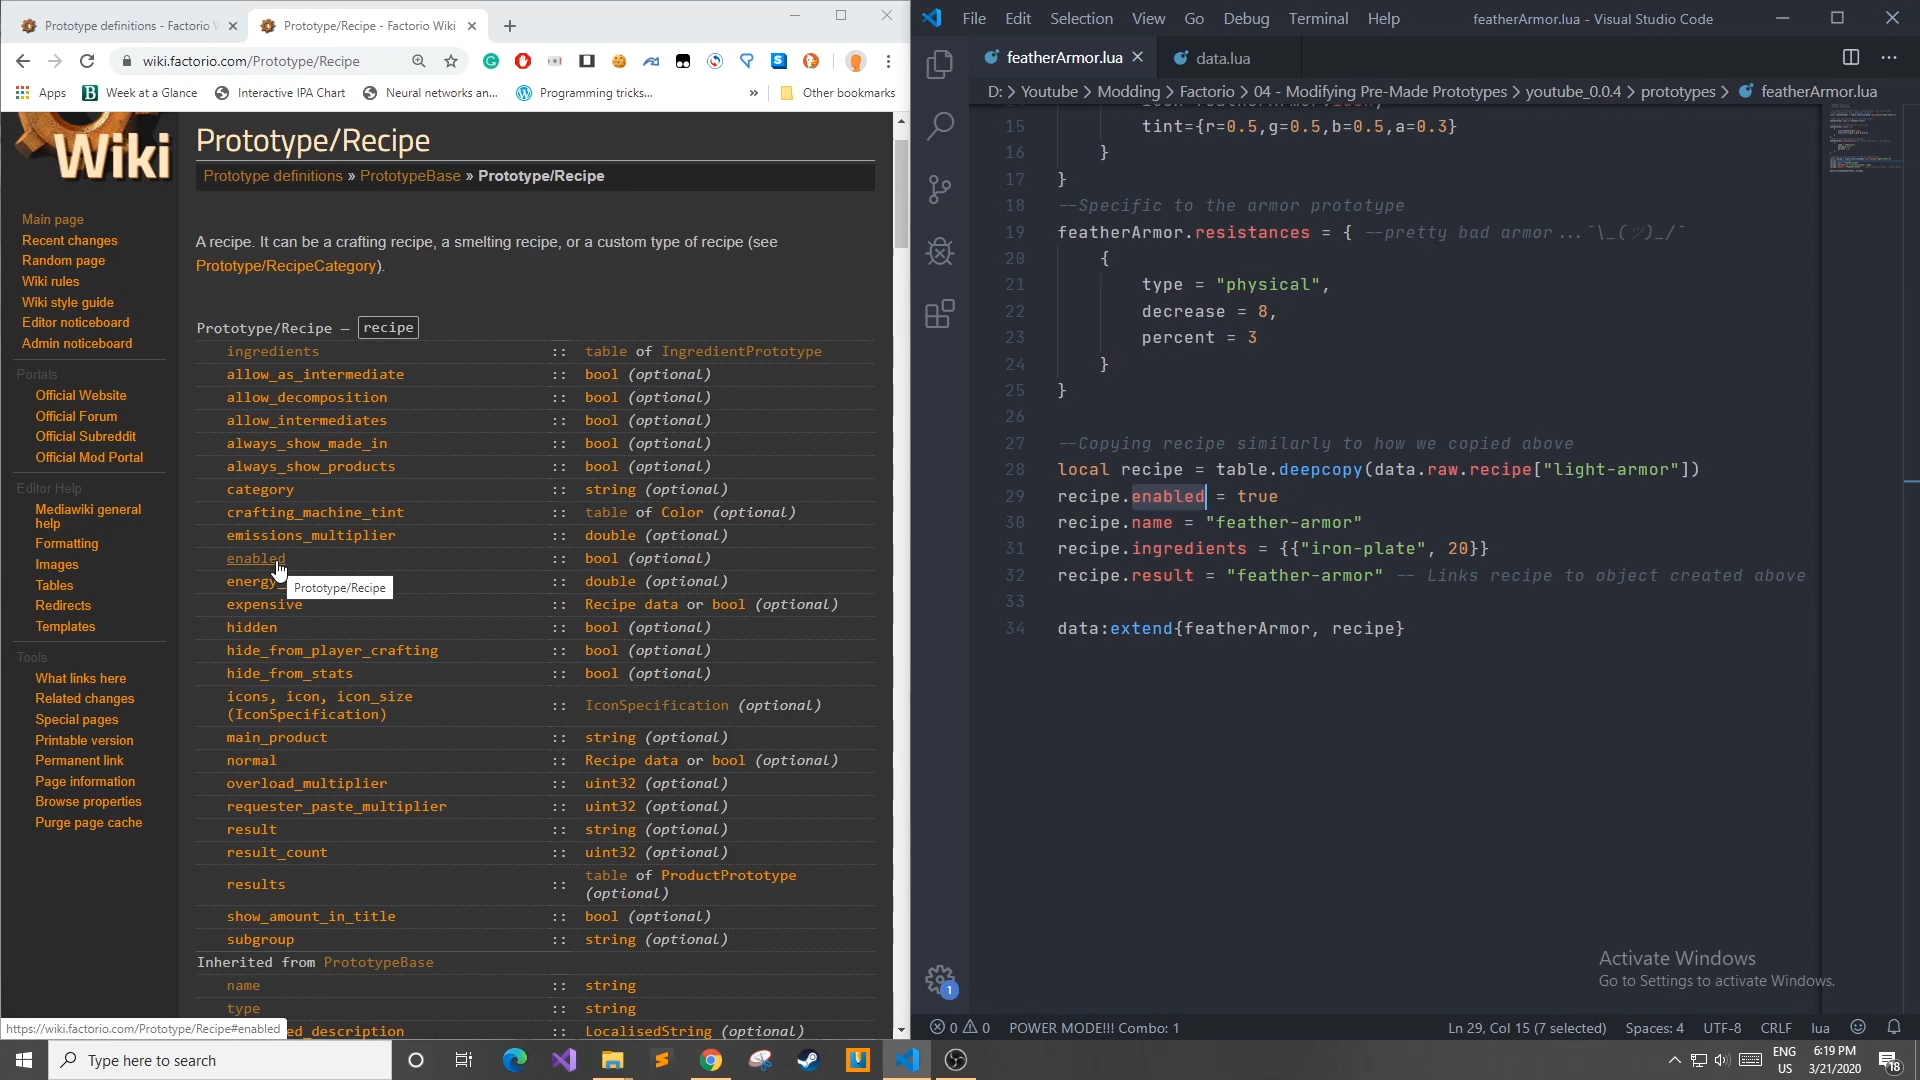 Prototype definitions - Factorio W
Prototype/Recipe - Factorio Wiki
wiki.factorio.com/Prototype/Recipe
Apps
Week at a Glance
Interactive IPA Chart
Neural networks an...
Programming tricks...
»
Other bookmarks
Wiki
Main page
Recent changes
Random page
Wiki rules
Wiki style guide
Editor noticeboard
Admin noticeboard
Portals
Official Website
Official Forum
Official Subreddit
Official Mod Portal
Editor Help
Mediawiki general
help
Formatting
Images
Tables
Redirects
Templates
Tools
What links here
Related changes
Special pages
Printable version
Permanent link
Page information
Browse properties
Purge page cache
Prototype/Recipe
Prototype definitions » PrototypeBase » Prototype/Recipe
A recipe. It can be a crafting recipe, a smelting recipe, or a custom type of recipe (see
Prototype/RecipeCategory).
Prototype/Recipe — recipe
ingredients :: table of IngredientPrototype
allow_as_intermediate :: bool (optional)
allow_decomposition :: bool (optional)
allow_intermediates :: bool (optional)
always_show_made_in :: bool (optional)
always_show_products :: bool (optional)
category :: string (optional)
crafting_machine_tint :: table of Color (optional)
emissions_multiplier :: double (optional)
enabled :: bool (optional)
energy :: double (optional)
Prototype/Recipe
expensive :: Recipe data or bool (optional)
hidden :: bool (optional)
hide_from_player_crafting :: bool (optional)
hide_from_stats :: bool (optional)
icons, icon, icon_size
(IconSpecification) :: IconSpecification (optional)
main_product :: string (optional)
normal :: Recipe data or bool (optional)
overload_multiplier :: uint32 (optional)
requester_paste_multiplier :: uint32 (optional)
result :: string (optional)
result_count :: uint32 (optional)
results :: table of ProductPrototype
(optional)
show_amount_in_title :: bool (optional)
subgroup :: string (optional)
Inherited from PrototypeBase
name :: string
type :: string
ed_description :: LocalisedString (optional)
https://wiki.factorio.com/Prototype/Recipe#enabled
File Edit Selection View Go Debug Terminal Help
featherArmor.lua - Visual Studio Code
featherArmor.lua
data.lua
D: > Youtube > Modding > Factorio > 04 - Modifying Pre-Made Prototypes > youtube_0.0.4 > prototypes > featherArmor.lua
15 tint={r=0.5,g=0.5,b=0.5,a=0.3}
16 }
17 }
18 --Specific to the armor prototype
19 featherArmor.resistances = { --pretty bad armor...¯\_(ツ)_/¯
20 {
21 type = "physical",
22 decrease = 8,
23 percent = 3
24 }
25 }
26
27 --Copying recipe similarly to how we copied above
28 local recipe = table.deepcopy(data.raw.recipe["light-armor"])
29 recipe.enabled = true
30 recipe.name = "feather-armor"
31 recipe.ingredients = {{"iron-plate", 20}}
32 recipe.result = "feather-armor" -- Links recipe to object created above
33
34 data:extend{featherArmor, recipe}
Activate Windows
Go to Settings to activate Windows.
1
0 0 POWER MODE!!! Combo: 1
Ln 29, Col 15 (7 selected) Spaces: 4 UTF-8 CRLF lua
Type here to search
ENG
US
6:19 PM
3/21/2020
18